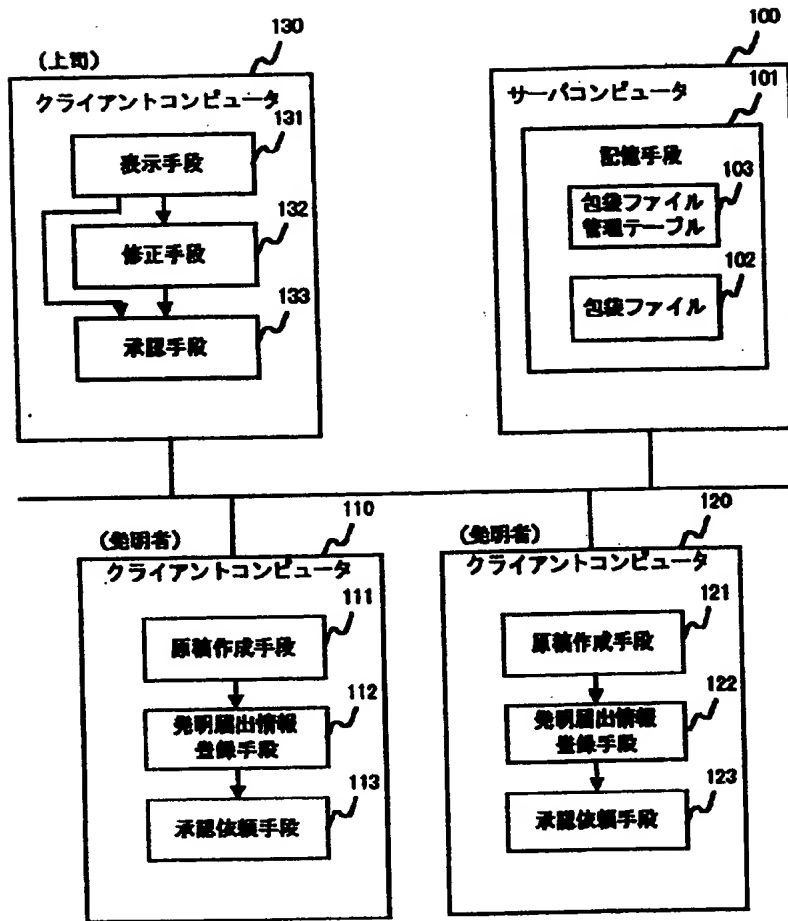 130
(上司)
クライアントコンピュータ
131
表示手段
132
修正手段
133
承認手段
100
サーバコンピュータ
101
記憶手段
103
包袋ファイル
管理テーブル
102
包袋ファイル
110
(発明者)
クライアントコンピュータ
111
原稿作成手段
112
発明届出情報
登録手段
113
承認依頼手段
120
(発明者)
クライアントコンピュータ
121
原稿作成手段
122
発明届出情報
登録手段
123
承認依頼手段